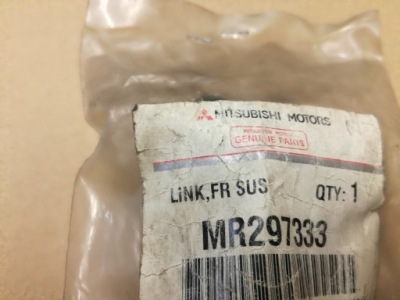 MITSUBISHI MOTORS
GENUINE PARTS
LINK,FR SUS QTY: 1
MR297333